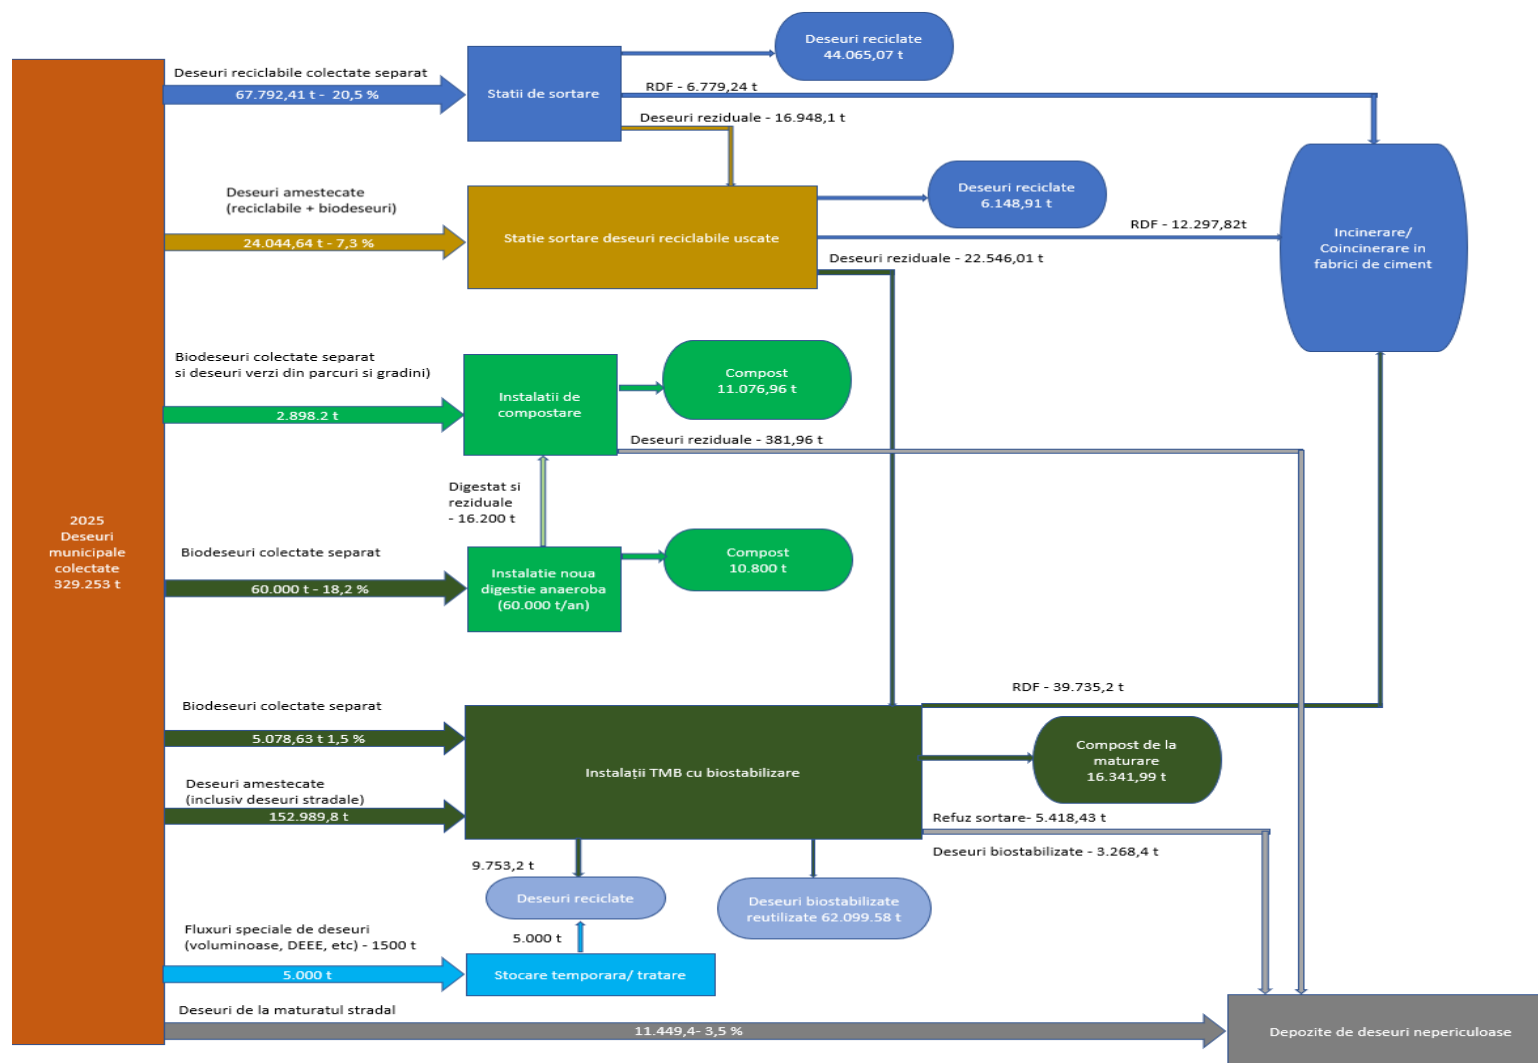 Deseuri reciclate
44.065,07 t
Deseuri reciclabile colectate separat
67.792,41 t - 20,5 %
Statii de sortare
RDF - 6.779,24 t
Deseuri reziduale - 16.948,1 t
Deseuri amestecate
(reciclabile + biodeseuri)
24.044,64 t - 7,3 %
Statie sortare deseuri reciclabile uscate
Deseuri reciclate
6.148,91 t
RDF - 12.297,82t
Deseuri reziduale - 22.546,01 t
Incinerare/
Coincinerare in
fabrici de ciment
Biodeseuri colectate separat
si deseuri verzi din parcuri si gradini)
2.898.2 t
Instalatii de
compostare
Compost
11.076,96 t
Deseuri reziduale - 381,96 t
Digestat si
reziduale
- 16.200 t
2025
Deseuri
municipale
colectate
329.253 t
Biodeseuri colectate separat
60.000 t - 18,2 %
Instalatie noua
digestie anaeroba
(60.000 t/an)
Compost
10.800 t
Biodeseuri colectate separat
5.078,63 t 1,5 %
Deseuri amestecate
(inclusiv deseuri stradale)
152.989,8 t
Instalații TMB cu biostabilizare
RDF - 39.735,2 t
Compost de la
maturare
16.341,99 t
Refuz sortare- 5.418,43 t
Deseuri biostabilizate - 3.268,4 t
9.753,2 t
Deseuri reciclate
Deseuri biostabilizate
reutilizate 62.099.58 t
Fluxuri speciale de deseuri
(voluminoase, DEEE, etc) - 1500 t
5.000 t
5.000 t
Stocare temporara/ tratare
Deseuri de la maturatul stradal
11.449,4- 3,5 %
Depozite de deseuri nepericuloase